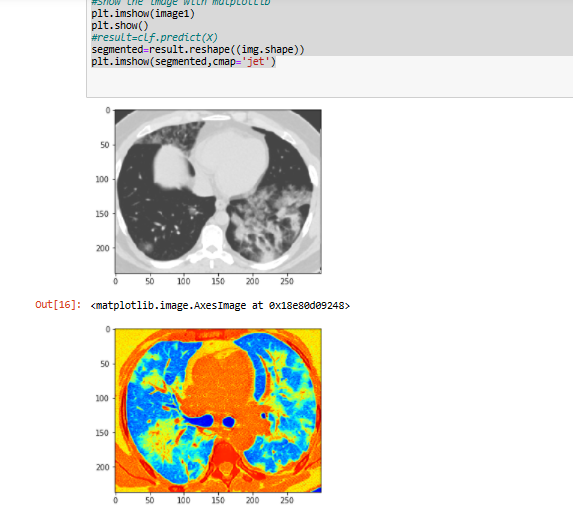 #Show the image with matplotlib
plt.imshow(image1)
plt.show()
#result=clf.predict(X)
segmented=result.reshape((img.shape))
plt.imshow(segmented,cmap='jet')
0
50
100
150
200
0 50 100 150 200 250
Out[16]: <matplotlib.image.AxesImage at 0x18e80d09248>
0
50
100
150
200
0 50 100 150 200 250